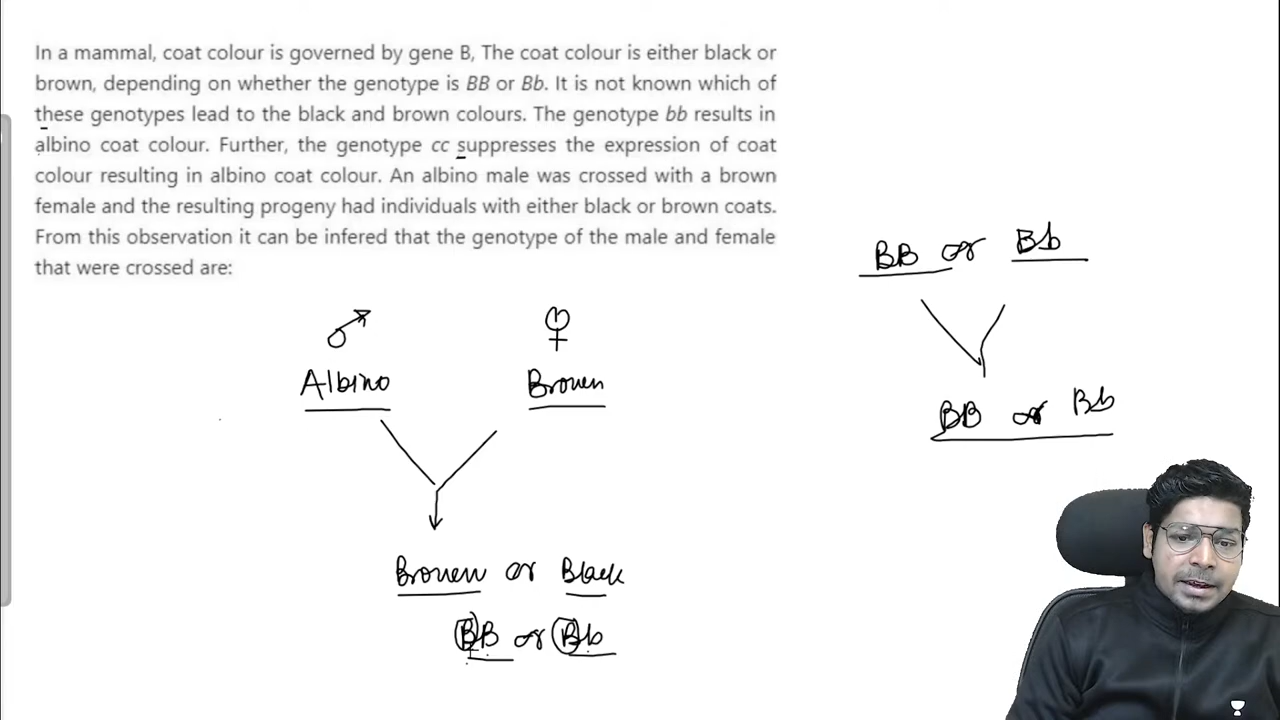 In a mammal, coat colour is governed by gene B, The coat colour is either black or
brown, depending on whether the genotype is BB or Bb. It is not known which of
these genotypes lead to the black and brown colours. The genotype bb results in
albino coat colour. Further, the genotype cc suppresses the expression of coat
colour resulting in albino coat colour. An albino male was crossed with a brown
female and the resulting progeny had individuals with either black or brown coats.
From this observation it can be infered that the genotype of the male and female
that were crossed are:
BB or Bb
♂ ♀
Albino Brown
BB or Bb
Brown or Black
BB or Bb